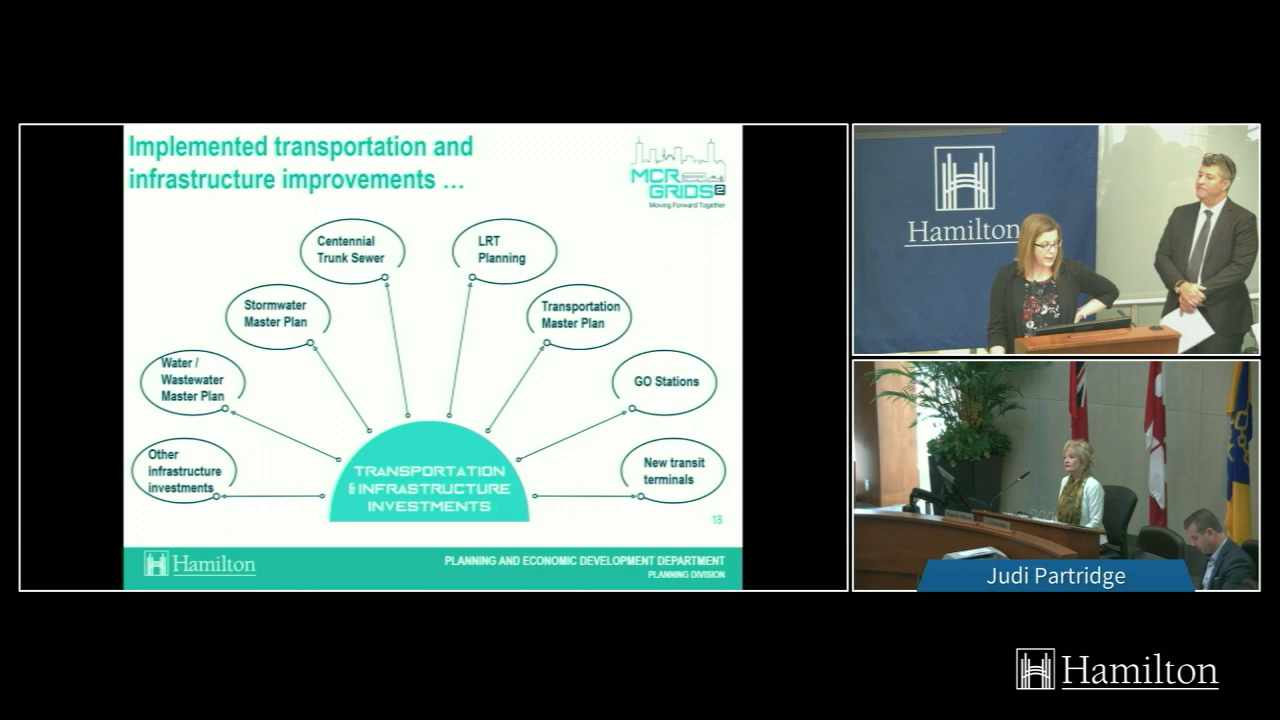 Implemented transportation and
infrastructure improvements ...
MCR
GRIDS2
Moving Forward Together
Centennial
Trunk Sewer
LRT
Planning
Stormwater
Master Plan
Transportation
Master Plan
Water /
Wastewater
Master Plan
GO Stations
Other
infrastructure
investments
New transit
terminals
TRANSPORTATION
& INFRASTRUCTURE
INVESTMENTS
18
Hamilton
PLANNING AND ECONOMIC DEVELOPMENT DEPARTMENT
PLANNING DIVISION
Hamilton
Judi Partridge
Hamilton